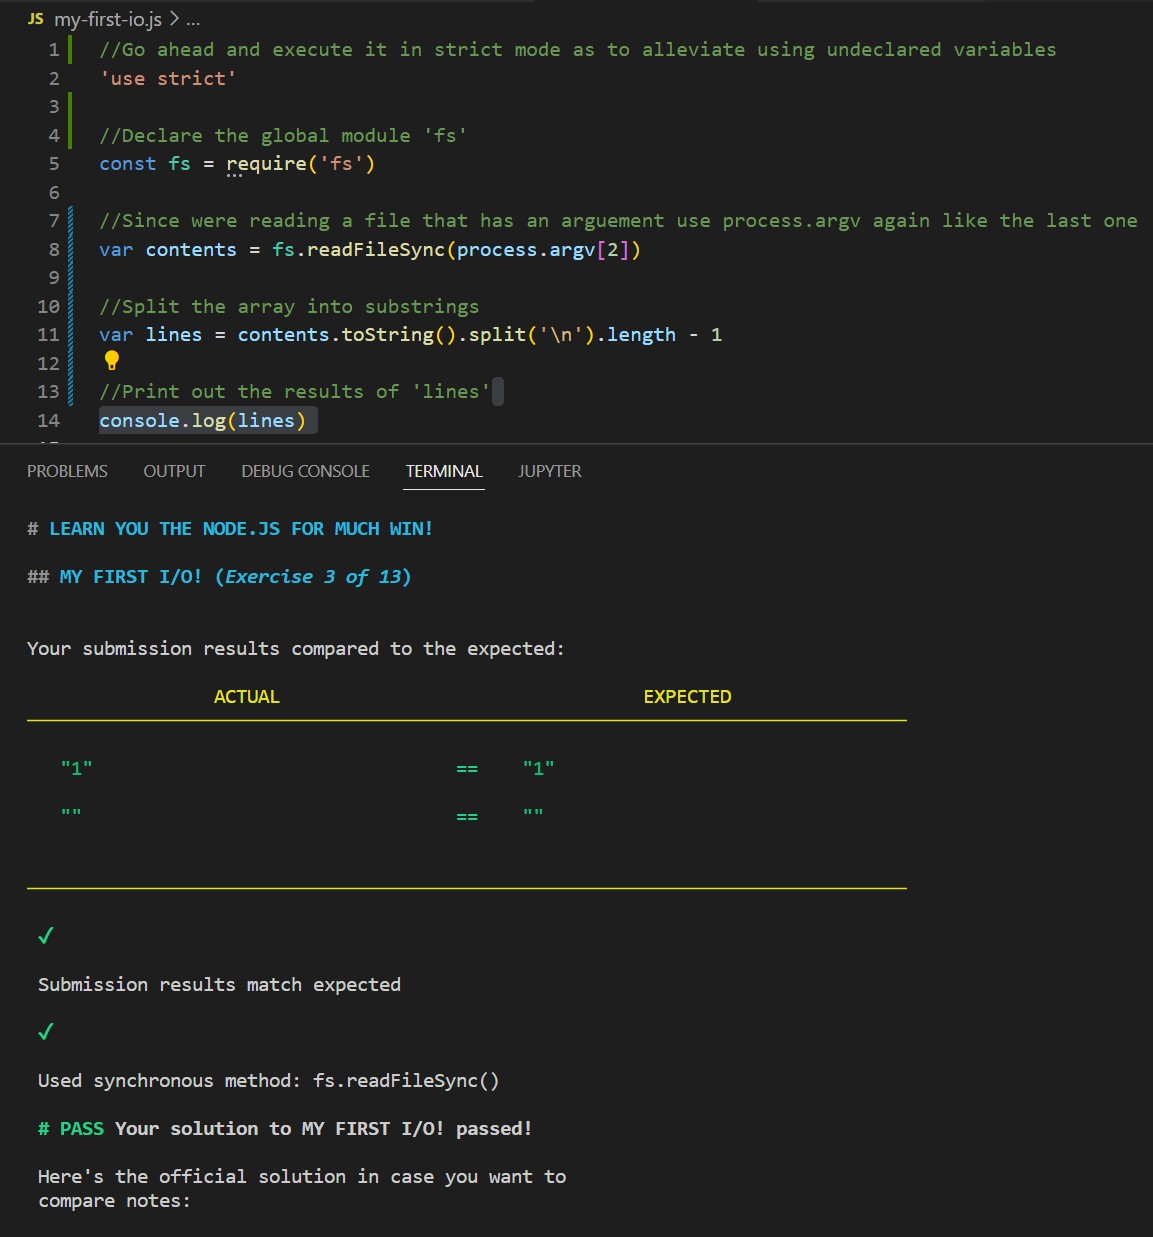 JS my-first-io.js > ...
1 //Go ahead and execute it in strict mode as to alleviate using undeclared variables
2 'use strict'
3
4 //Declare the global module 'fs'
5 const fs = require('fs')
6
7 //Since were reading a file that has an arguement use process.argv again like the last one
8 var contents = fs.readFileSync(process.argv[2])
9
10 //Split the array into substrings
11 var lines = contents.toString().split('\n').length - 1
12
13 //Print out the results of 'lines'
14 console.log(lines)
PROBLEMS OUTPUT DEBUG CONSOLE TERMINAL JUPYTER
# LEARN YOU THE NODE.JS FOR MUCH WIN!
## MY FIRST I/O! (Exercise 3 of 13)
Your submission results compared to the expected:
ACTUAL EXPECTED
"1" == "1"
"" == ""
✓
Submission results match expected
✓
Used synchronous method: fs.readFileSync()
# PASS Your solution to MY FIRST I/O! passed!
Here's the official solution in case you want to
compare notes: